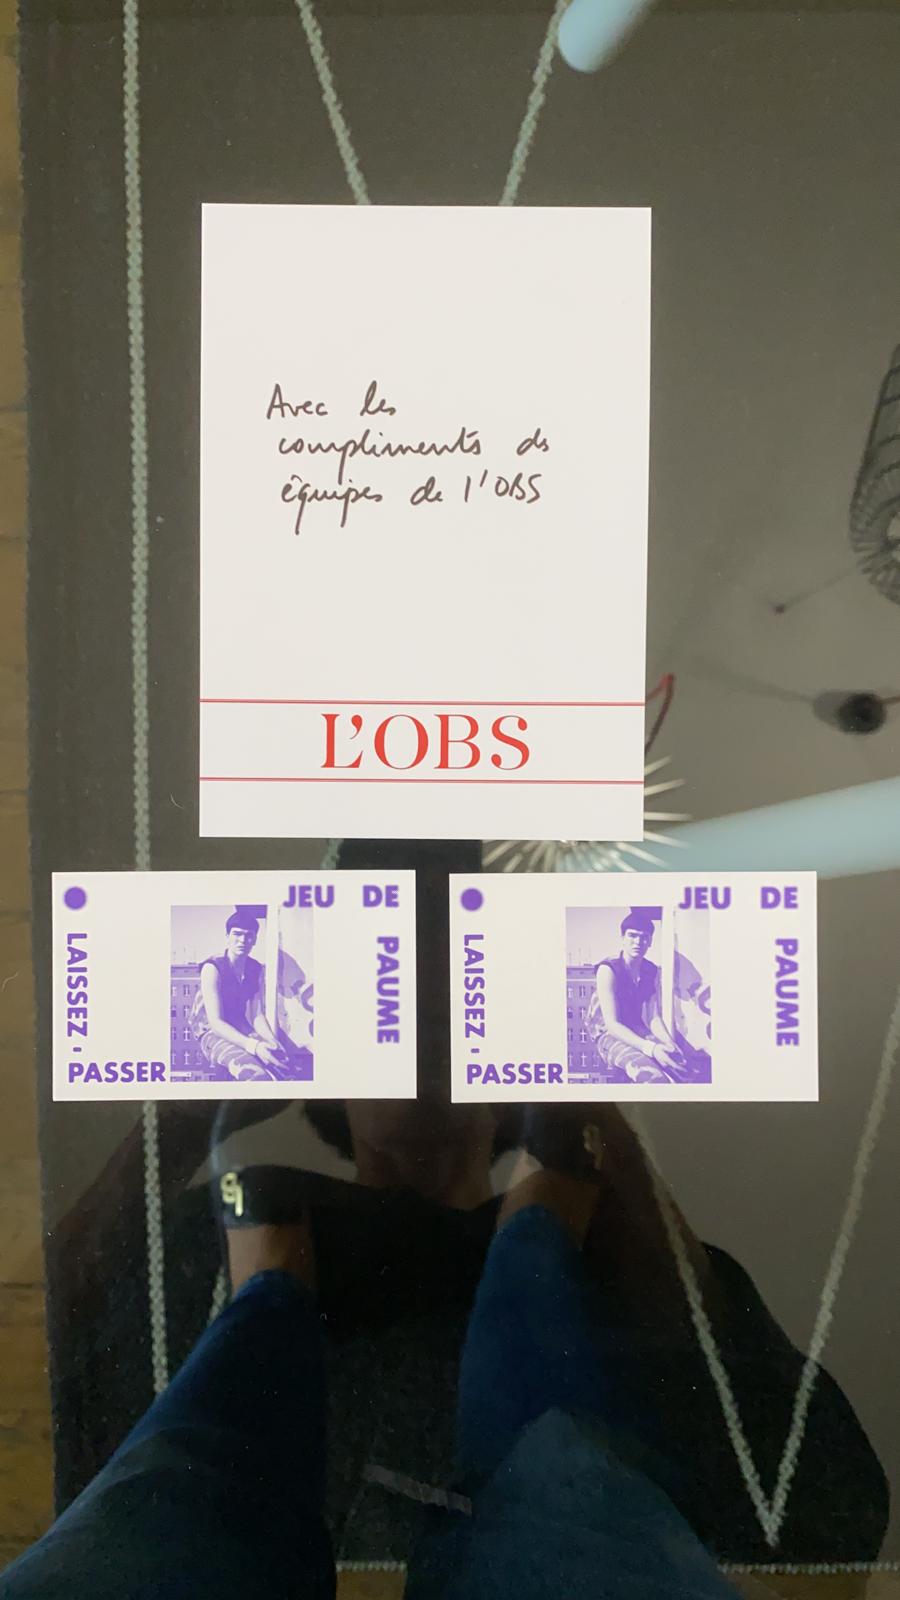 Avec les
compliments des
équipes de l'OBS
L'OBS
JEU DE
PAUME
LAISSEZ-
PASSER
JEU DE
PAUME
LAISSEZ-
PASSER